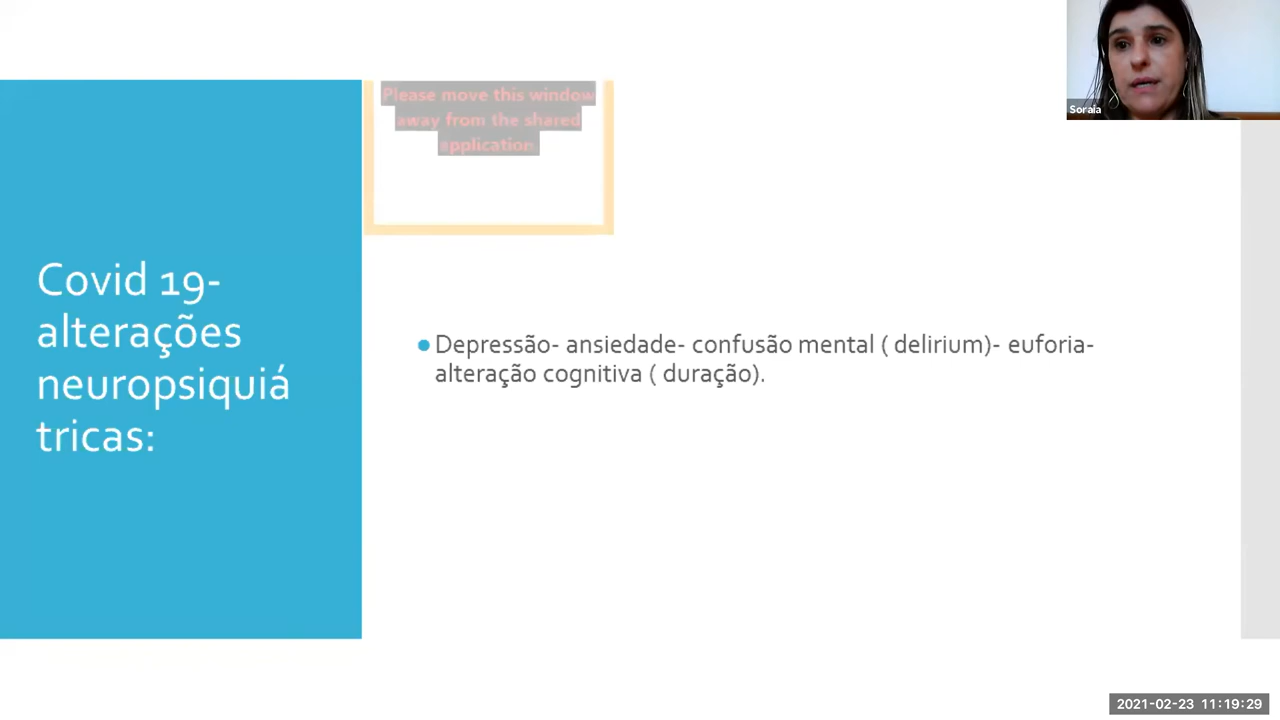 Please move this window
away from the shared
application.
Soraia
Covid 19-
alterações
neuropsiquiá
tricas:
●Depressão- ansiedade- confusão mental ( delirium)- euforia-
alteração cognitiva ( duração).
2021-02-23 11:19:29